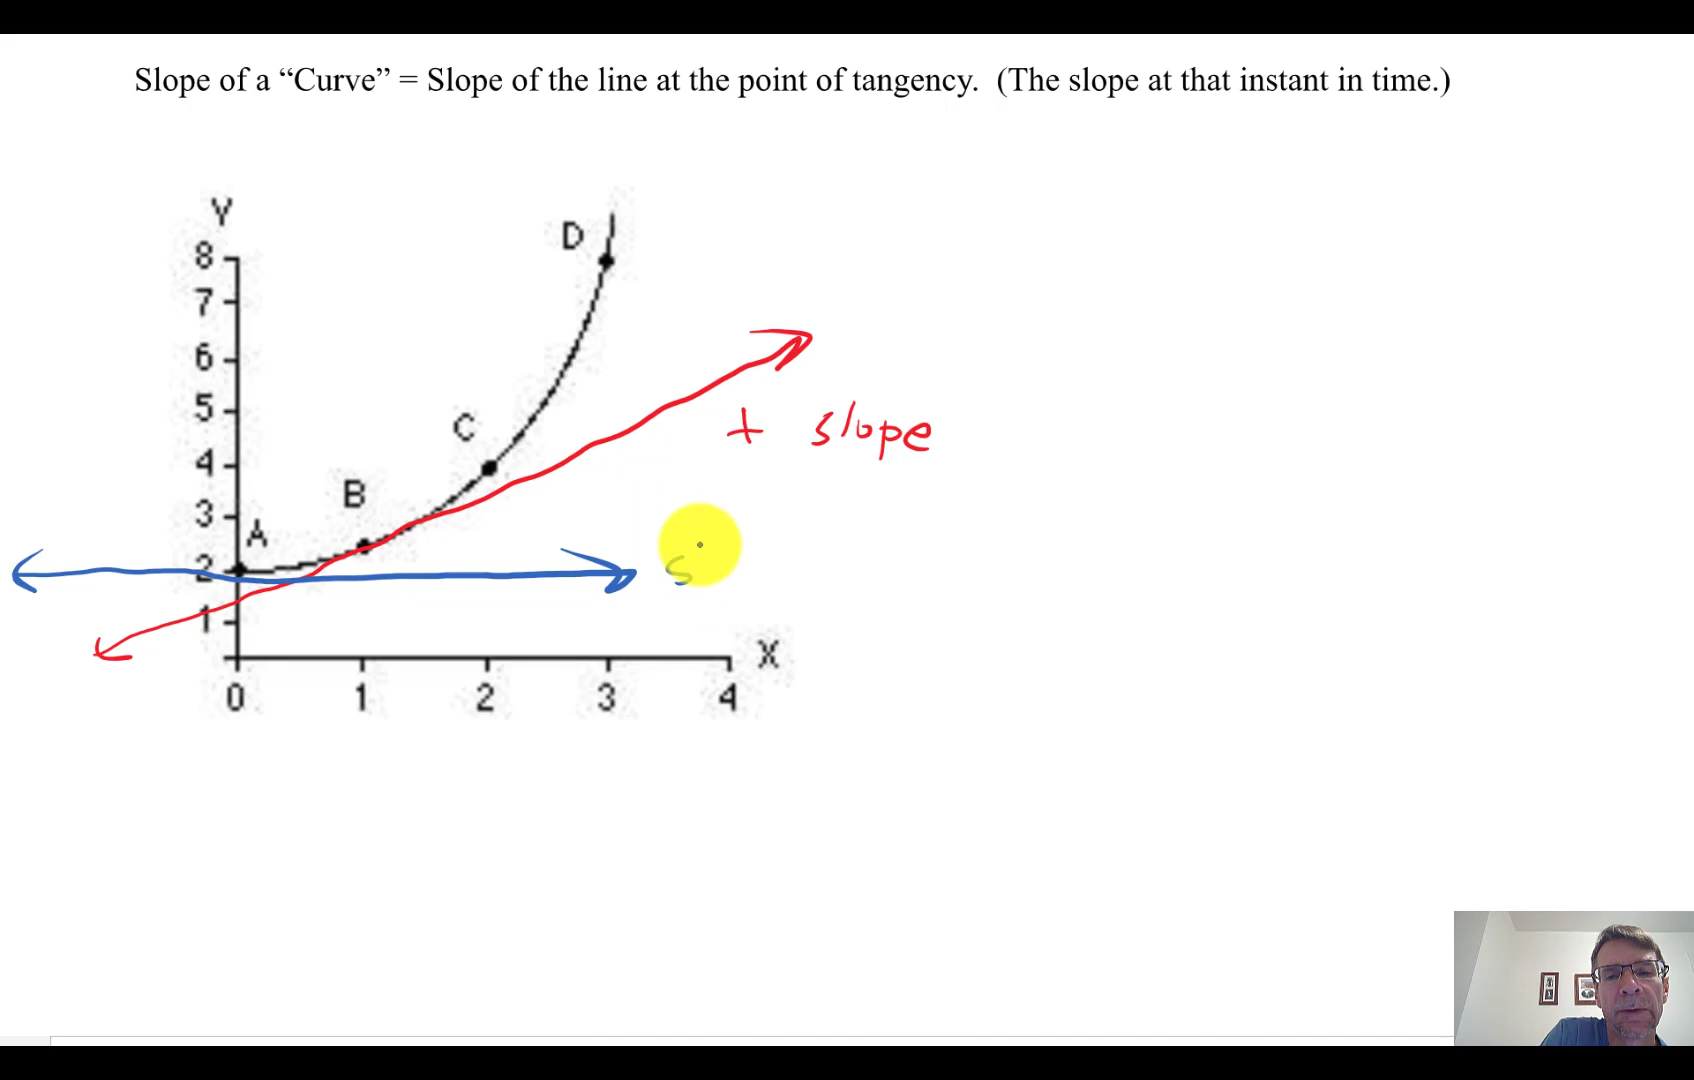 Slope of a “Curve” = Slope of the line at the point of tangency. (The slope at that instant in time.)
Y
8
7
6
5
4
3
2
1
D
C
B
A
+ slope
S
X
0 1 2 3 4